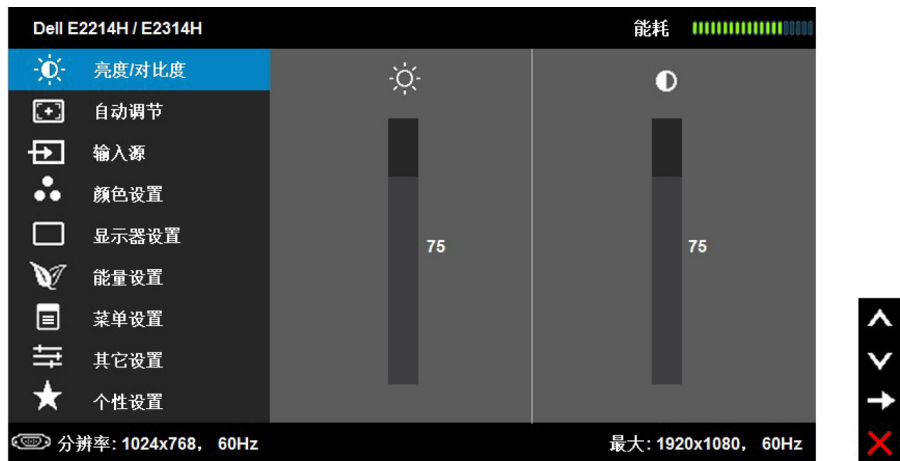 Dell E2214H / E2314H
能耗
亮度/对比度
自动调节
输入源
颜色设置
显示器设置
能量设置
菜单设置
其它设置
个性设置
75
75
分辨率: 1024x768， 60Hz
最大: 1920x1080， 60Hz